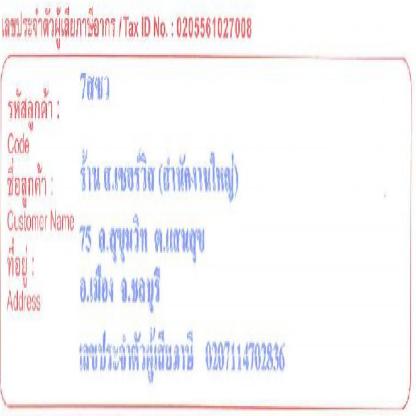 เลขประจำตัวผู้เสียภาษีอากร / Tax ID No. : 0205561027008
รหัสลูกค้า : 7สชว
Code
ชื่อลูกค้า : ร้าน ส.เซอร์วิส (สำนักงานใหญ่)
Customer Name
75 ถ.สุขุมวิท ต.แสนสุข
ที่อยู่ :
อ.เมือง จ.ชลบุรี
Address
เลขประจำตัวผู้เสียภาษี 0207114702836